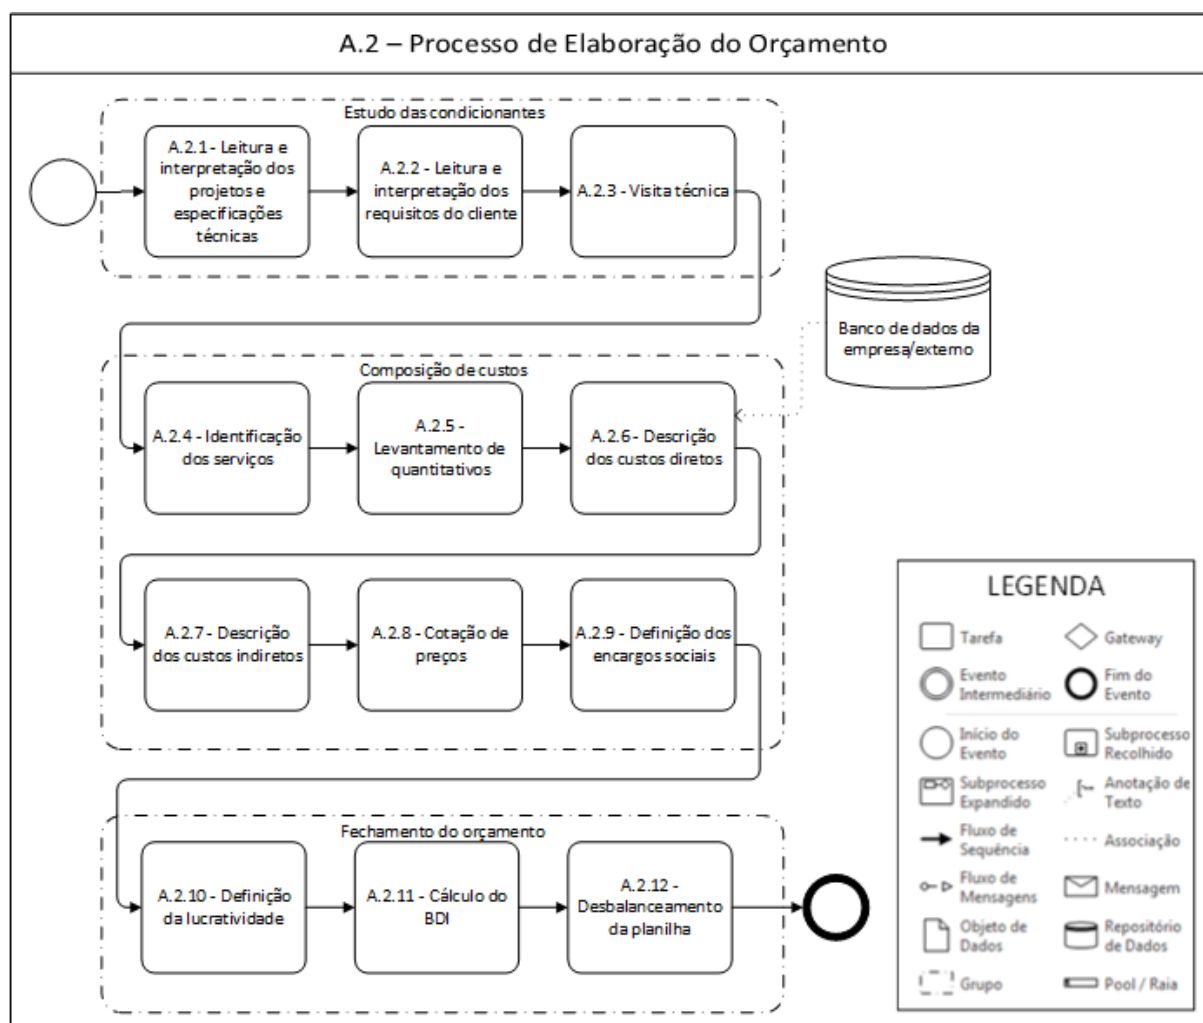 A.2 – Processo de Elaboração do Orçamento
Estudo das condicionantes
A.2.1 - Leitura e
interpretação dos
projetos e
especificações
técnicas
A.2.2 - Leitura e
interpretação dos
requisitos do cliente
A.2.3 - Visita técnica
Banco de dados da
empresa/externo
Composição de custos
A.2.4 - Identificação
dos serviços
A.2.5 -
Levantamento de
quantitativos
A.2.6 - Descrição
dos custos diretos
A.2.7 - Descrição
dos custos indiretos
A.2.8 - Cotação de
preços
A.2.9 - Definição dos
encargos sociais
Fechamento do orçamento
A.2.10 - Definição
da lucratividade
A.2.11 - Cálculo do
BDI
A.2.12 -
Desbalanceamento
da planilha
LEGENDA
Tarefa
Gateway
Evento
Intermediário
Fim do
Evento
Início do
Evento
Subprocesso
Recolhido
Subprocesso
Expandido
Anotação de
Texto
Fluxo de
Sequência
Associação
Fluxo de
Mensagens
Mensagem
Objeto de
Dados
Repositório
de Dados
Grupo
Pool / Raia